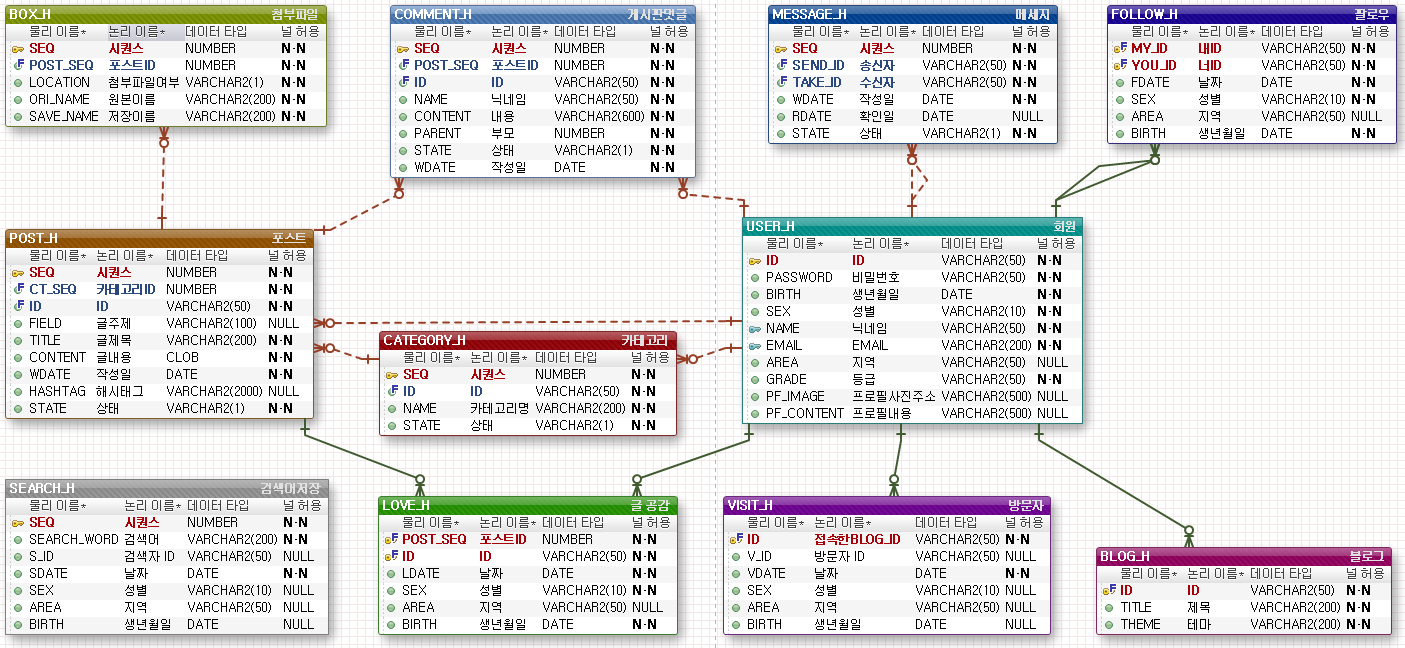 BOX_H 첨부파일
물리 이름* 논리 이름* 데이터 타입 널 허용
SEQ 시퀀스 NUMBER N-N
POST_SEQ 포스트ID NUMBER N-N
LOCATION 첨부파일여부 VARCHAR2(1) N-N
ORI_NAME 원본이름 VARCHAR2(200) N-N
SAVE_NAME 저장이름 VARCHAR2(200) N-N
COMMENT_H 게시판댓글
물리 이름* 논리 이름* 데이터 타입 널 허용
SEQ 시퀀스 NUMBER N-N
POST_SEQ 포스트ID NUMBER N-N
ID ID VARCHAR2(50) N-N
NAME 닉네임 VARCHAR2(50) N-N
CONTENT 내용 VARCHAR2(600) N-N
PARENT 부모 NUMBER N-N
STATE 상태 VARCHAR2(1) N-N
WDATE 작성일 DATE N-N
MESSAGE_H 메세지
물리 이름* 논리 이름* 데이터 타입 널 허용
SEQ 시퀀스 NUMBER N-N
SEND_ID 송신자 VARCHAR2(50) N-N
TAKE_ID 수신자 VARCHAR2(50) N-N
WDATE 작성일 DATE N-N
RDATE 확인일 DATE NULL
STATE 상태 VARCHAR2(1) N-N
FOLLOW_H 팔로우
물리 이름* 논리 이름* 데이터 타입 널 허용
MY_ID 내ID VARCHAR2(50) N-N
YOU_ID 너ID VARCHAR2(50) N-N
FDATE 날짜 DATE N-N
SEX 성별 VARCHAR2(10) N-N
AREA 지역 VARCHAR2(50) NULL
BIRTH 생년월일 DATE N-N
POST_H 포스트
물리 이름* 논리 이름* 데이터 타입 널 허용
SEQ 시퀀스 NUMBER N-N
CT_SEQ 카테고리ID NUMBER N-N
ID ID VARCHAR2(50) N-N
FIELD 글주제 VARCHAR2(100) NULL
TITLE 글제목 VARCHAR2(200) N-N
CONTENT 글내용 CLOB N-N
WDATE 작성일 DATE N-N
HASHTAG 해시태그 VARCHAR2(2000) NULL
STATE 상태 VARCHAR2(1) N-N
CATEGORY_H 카테고리
물리 이름* 논리 이름* 데이터 타입 널 허용
SEQ 시퀀스 NUMBER N-N
ID ID VARCHAR2(50) N-N
NAME 카테고리명 VARCHAR2(200) N-N
STATE 상태 VARCHAR2(1) N-N
USER_H 회원
물리 이름* 논리 이름* 데이터 타입 널 허용
ID ID VARCHAR2(50) N-N
PASSWORD 비밀번호 VARCHAR2(50) N-N
BIRTH 생년월일 DATE N-N
SEX 성별 VARCHAR2(10) N-N
NAME 닉네임 VARCHAR2(50) N-N
EMAIL EMAIL VARCHAR2(200) N-N
AREA 지역 VARCHAR2(50) NULL
GRADE 등급 VARCHAR2(50) N-N
PF_IMAGE 프로필사진주소 VARCHAR2(500) NULL
PF_CONTENT 프로필내용 VARCHAR2(500) NULL
SEARCH_H 검색어저장
물리 이름* 논리 이름* 데이터 타입 널 허용
SEQ 시퀀스 NUMBER N-N
SEARCH_WORD 검색어 VARCHAR2(200) N-N
S_ID 검색자 ID VARCHAR2(50) NULL
SDATE 날짜 DATE N-N
SEX 성별 VARCHAR2(10) NULL
AREA 지역 VARCHAR2(50) NULL
BIRTH 생년월일 DATE NULL
LOVE_H 글 공감
물리 이름* 논리 이름* 데이터 타입 널 허용
POST_SEQ 포스트ID NUMBER N-N
ID ID VARCHAR2(50) N-N
LDATE 날짜 DATE N-N
SEX 성별 VARCHAR2(10) N-N
AREA 지역 VARCHAR2(50) NULL
BIRTH 생년월일 DATE N-N
VISIT_H 방문자
물리 이름* 논리 이름* 데이터 타입 널 허용
ID 접속한BLOG_ID VARCHAR2(50) N-N
V_ID 방문자 ID VARCHAR2(50) NULL
VDATE 날짜 DATE N-N
SEX 성별 VARCHAR2(10) NULL
AREA 지역 VARCHAR2(50) NULL
BIRTH 생년월일 DATE NULL
BLOG_H 블로그
물리 이름* 논리 이름* 데이터 타입 널 허용
ID ID VARCHAR2(50) N-N
TITLE 제목 VARCHAR2(200) N-N
THEME 테마 VARCHAR2(200) N-N